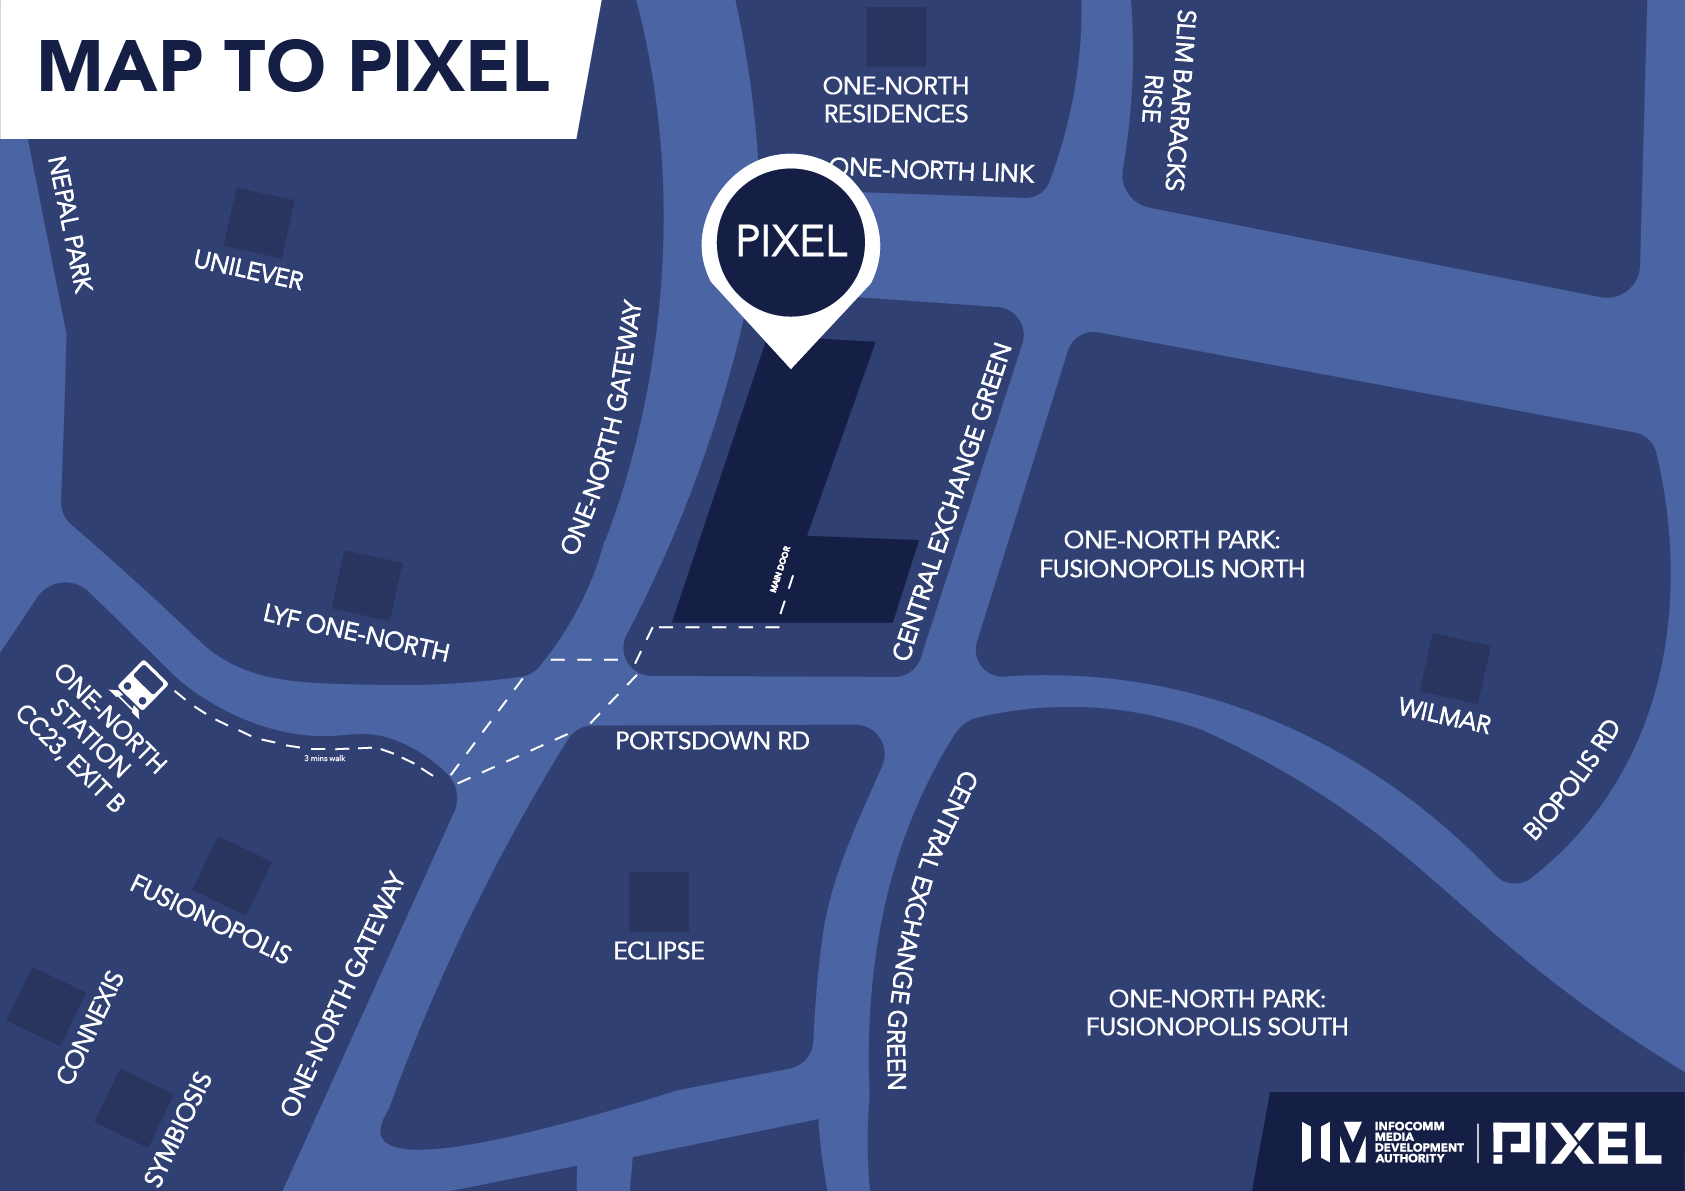 MAP TO PIXEL
ONE-NORTH
RESIDENCES
SLIM BARRACKS
RISE
NEPAL PARK
ONE-NORTH LINK
UNILEVER
PIXEL
ONE-NORTH GATEWAY
CENTRAL EXCHANGE GREEN
ONE-NORTH PARK:
FUSIONOPOLIS NORTH
MAIN DOOR
LYF ONE-NORTH
ONE-NORTH
STATION
CC23, EXIT B
3 mins walk
PORTSDOWN RD
WILMAR
BIOPOLIS RD
CENTRAL EXCHANGE GREEN
FUSIONOPOLIS
ONE-NORTH GATEWAY
ECLIPSE
CONNEXIS
SYMBIOSIS
ONE-NORTH PARK:
FUSIONOPOLIS SOUTH
IM
INFOCOMM
MEDIA
DEVELOPMENT
AUTHORITY
PIXEL